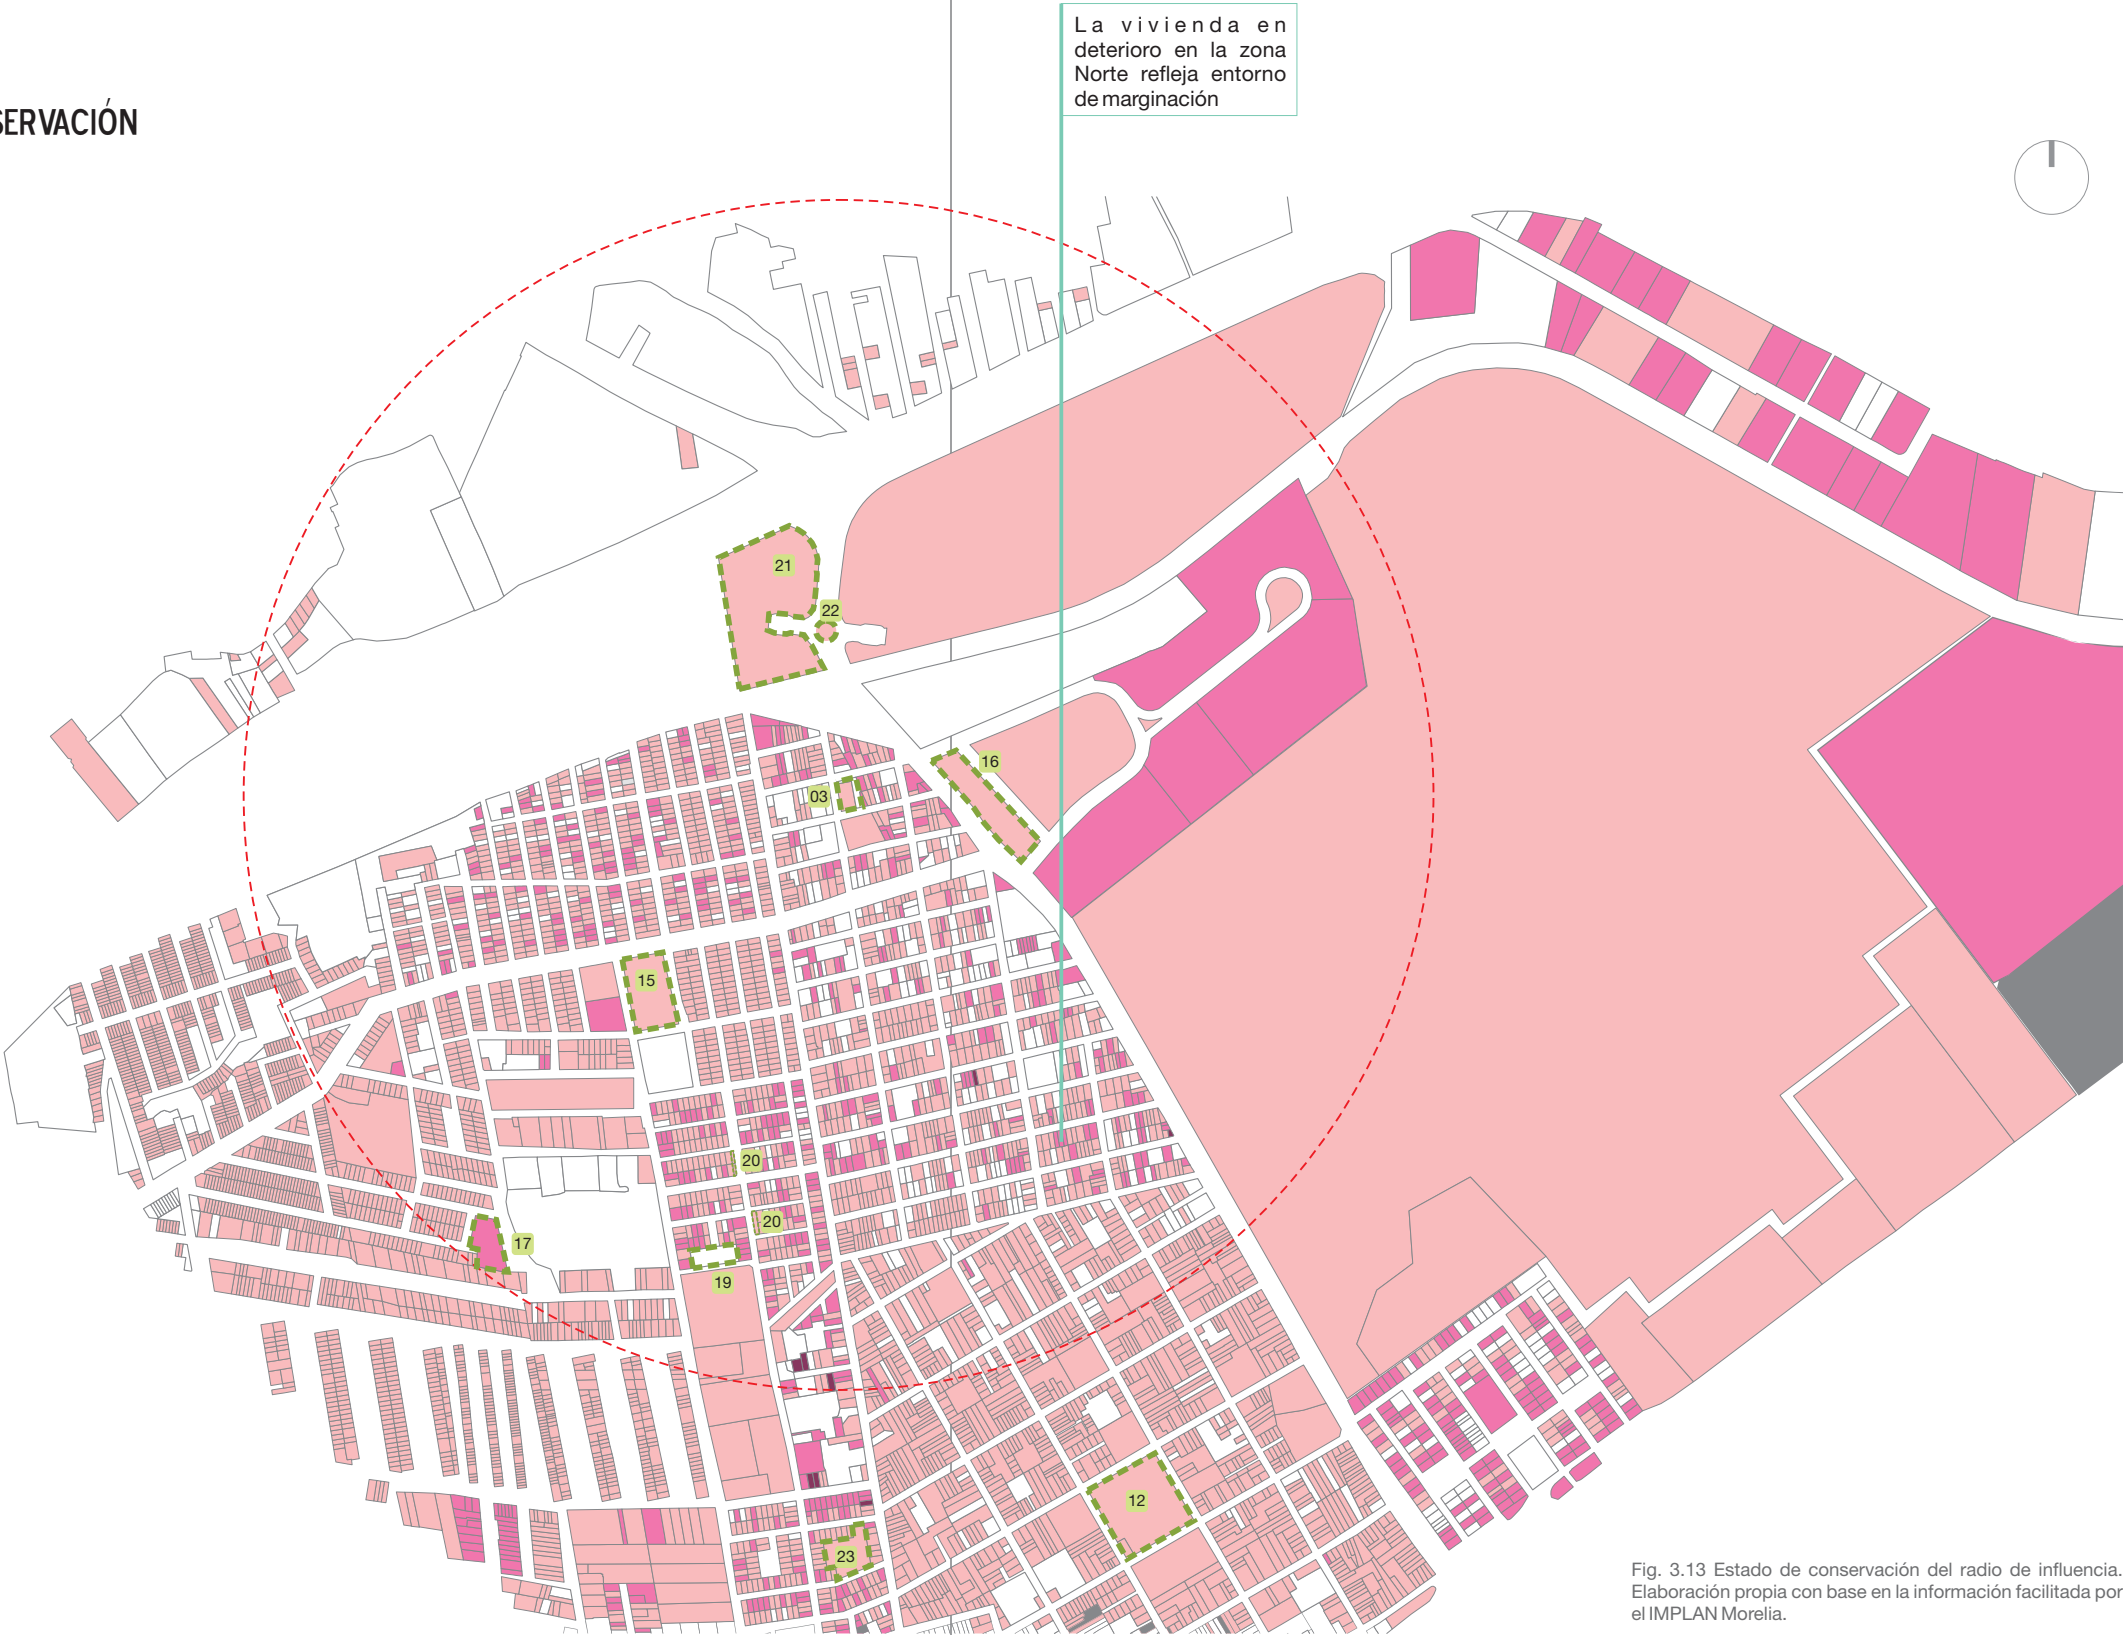 La vivienda en
deterioro en la zona
Norte refleja entorno
de marginación
SERVACIÓN
21
22
16
03
15
20
20
17
19
12
23
Fig. 3.13 Estado de conservación del radio de influencia.
Elaboración propia con base en la información facilitada por
el IMPLAN Morelia.